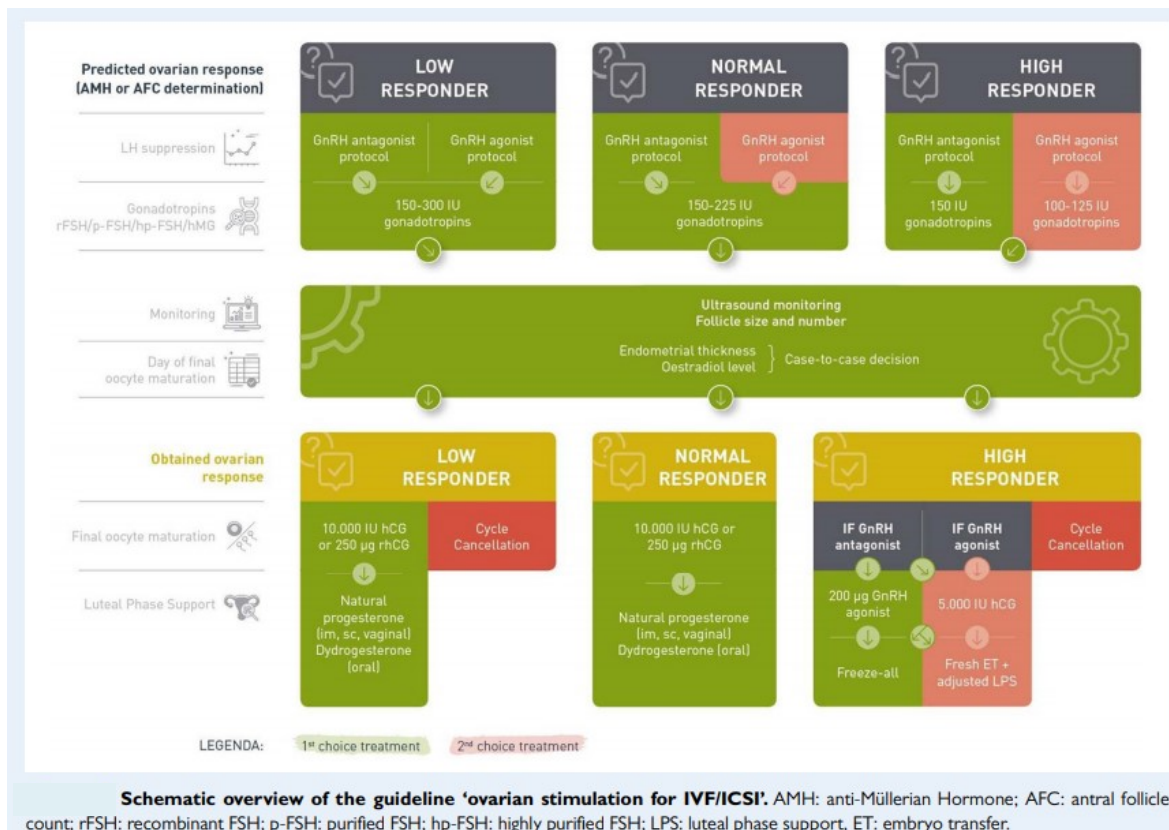 Predicted ovarian response
(AMH or AFC determination)
LOW
RESPONDER
NORMAL
RESPONDER
HIGH
RESPONDER
LH suppression
GnRH antagonist
protocol
GnRH agonist
protocol
GnRH antagonist
protocol
GnRH agonist
protocol
GnRH antagonist
protocol
GnRH agonist
protocol
Gonadotropins
rFSH/p-FSH/hp-FSH/hMG
150-300 IU
gonadotropins
150-225 IU
gonadotropins
150 IU
gonadotropins
100-125 IU
gonadotropins
Monitoring
Day of final
oocyte maturation
Ultrasound monitoring
Follicle size and number
Endometrial thickness
Oestradiol level
Case-to-case decision
Obtained ovarian
response
LOW
RESPONDER
NORMAL
RESPONDER
HIGH
RESPONDER
Final oocyte maturation
10.000 IU hCG
or 250 µg rhCG
Cycle
Cancellation
10.000 IU hCG or
250 µg rhCG
IF GnRH
antagonist
IF GnRH
agonist
Cycle
Cancellation
Luteal Phase Support
Natural
progesterone
(im, sc, vaginal)
Dydrogesterone
(oral)
Natural progesterone
(im, sc, vaginal)
Dydrogesterone (oral)
200 µg GnRH
agonist
5.000 IU hCG
Freeze-all
Fresh ET +
adjusted LPS
LEGENDA:
1st choice treatment
2nd choice treatment
Schematic overview of the guideline ‘ovarian stimulation for IVF/ICSI’. AMH: anti-Müllerian Hormone; AFC: antral follicle
count; rFSH: recombinant FSH; p-FSH: purified FSH; hp-FSH: highly purified FSH; LPS: luteal phase support, ET: embryo transfer.